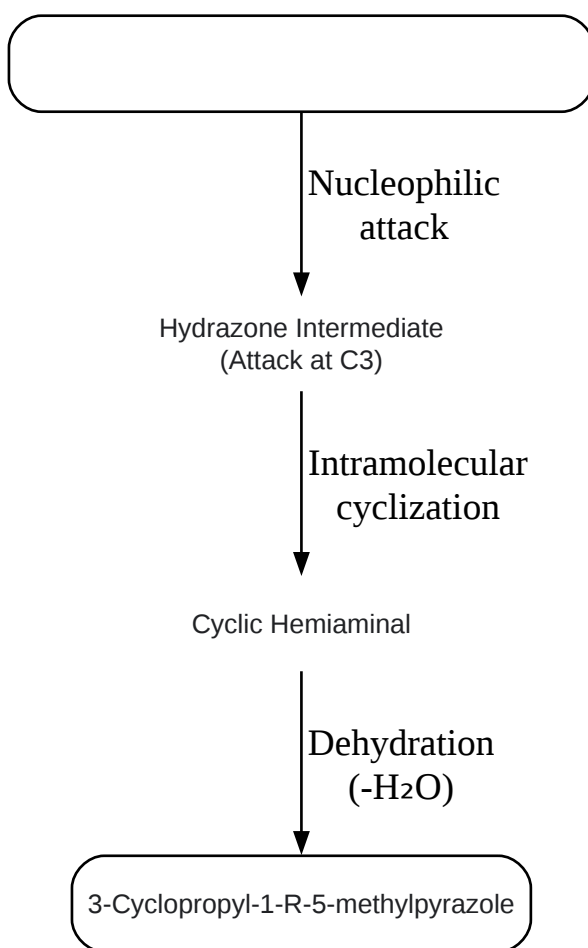 Nucleophilic
attack
Hydrazone Intermediate
(Attack at C3)
Intramolecular
cyclization
Cyclic Hemiaminal
Dehydration
(-H₂O)
3-Cyclopropyl-1-R-5-methylpyrazole